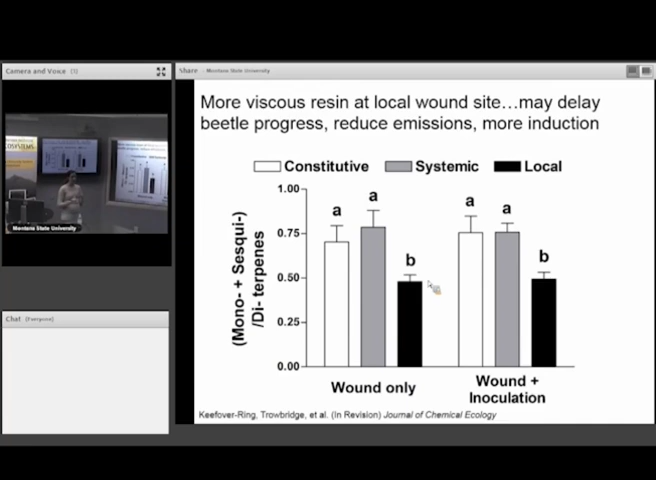 Camera and Voice (1)
Share - Montana State University
More viscous resin at local wound site…may delay
beetle progress, reduce emissions, more induction
Constitutive Systemic Local
(Mono- + Sesqui-)
/Di- terpenes
1.00
0.75
0.50
0.25
0.00
a a b a a b
Wound only
Wound +
Inoculation
Keefover-Ring, Trowbridge, et al. (In Revision) Journal of Chemical Ecology
Montana State University
Chat (Everyone)